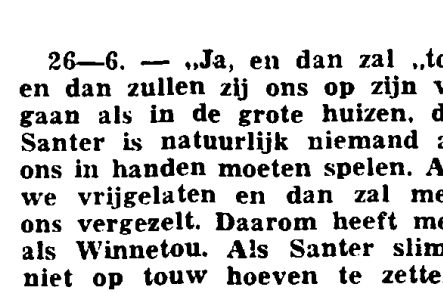 26—6. — „Ja, en dan zal „to
en dan zullen zij ons op zijn v
gaan als in de grote huizen, d
Santer is natuurlijk niemand a
ons in handen moeten spelen. A
we vrijgelaten en dan zal me
ons vergezelt. Daarom heeft me
als Winnetou. Als Santer slim
niet op touw hoeven te zette